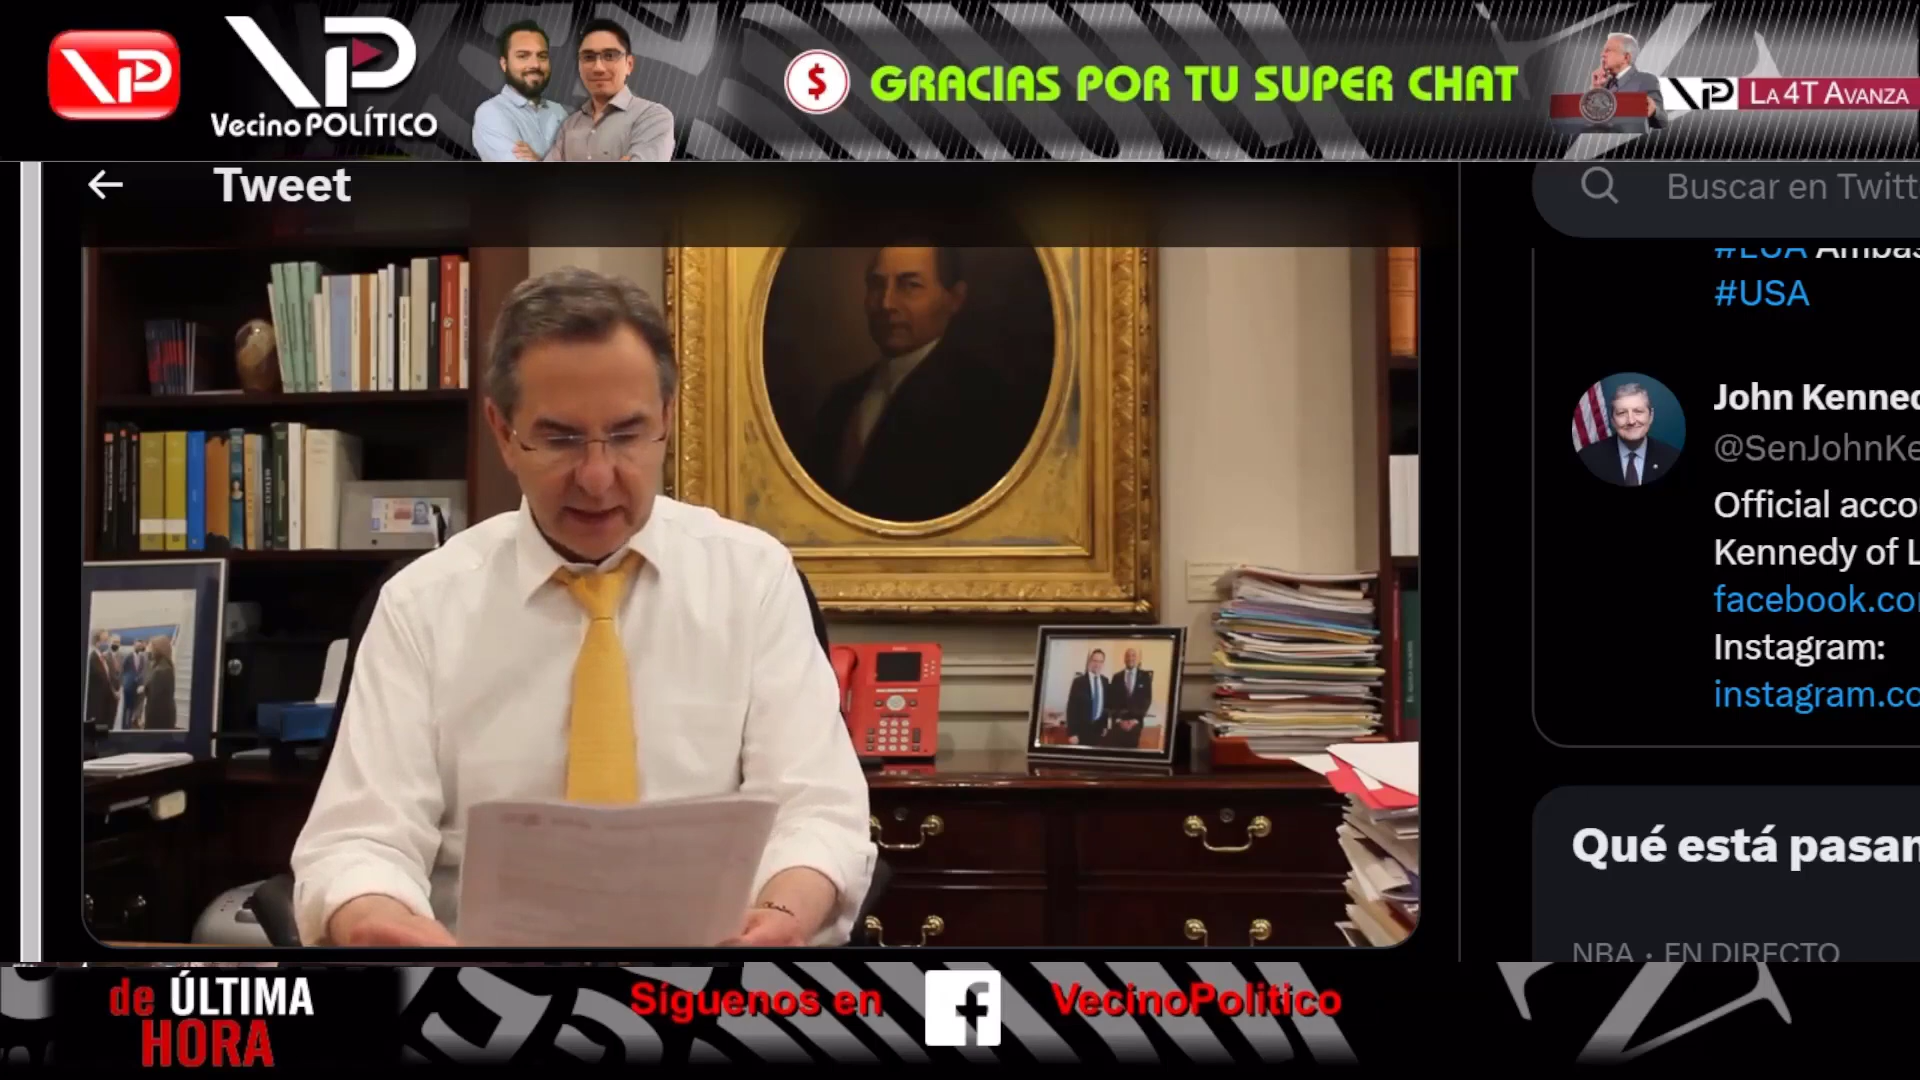 VP
VP
Vecino POLÍTICO
$
GRACIAS POR TU SUPER CHAT
VP
LA 4T AVANZA
Tweet
Buscar en Twitt
#USA
John Kenned
@SenJohnKe
Official acco
Kennedy of L
facebook.co
Instagram:
instagram.co
Qué está pasan
NBA · EN DIRECTO
de ÚLTIMA
HORA
Síguenos en
f
VecinoPolitico